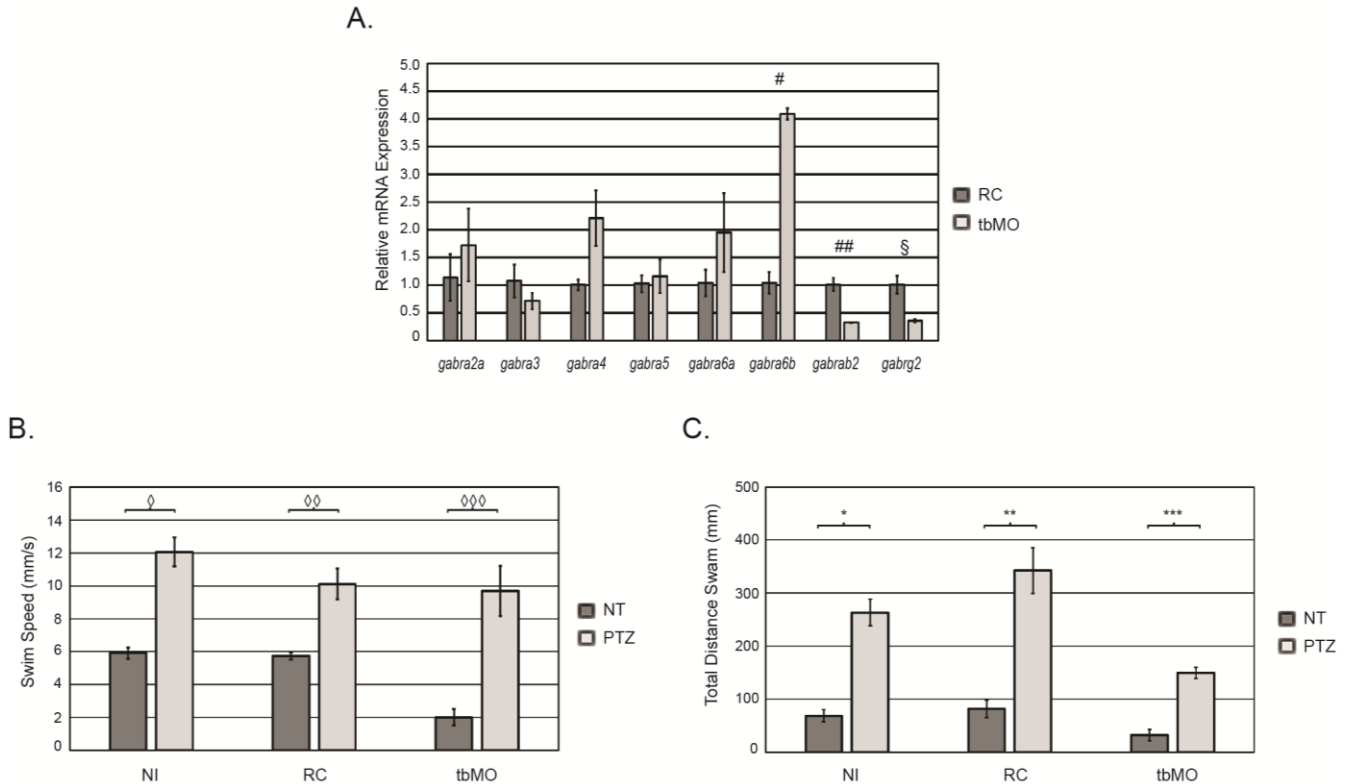 A.
Relative mRNA Expression
5.0
4.5
4.0
3.5
3.0
2.5
2.0
1.5
1.0
0.5
0
#
##
§
gabra2a gabra3 gabra4 gabra5 gabra6a gabra6b gabrab2 gabrg2
RC
tbMO
B.
Swim Speed (mm/s)
16
14
12
10
8
6
4
2
0
◊ ◊◊ ◊◊◊
NI RC tbMO
NT
PTZ
C.
Total Distance Swam (mm)
500
400
300
200
100
0
* ** ***
NI RC tbMO
NT
PTZ